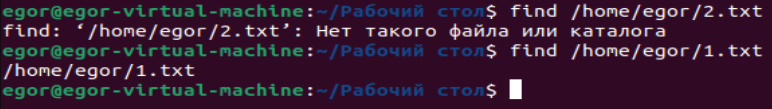 egor@egor-virtual-machine:~/Рабочий стол$ find /home/egor/2.txt
find: ‘/home/egor/2.txt’: Нет такого файла или каталога
egor@egor-virtual-machine:~/Рабочий стол$ find /home/egor/1.txt
/home/egor/1.txt
egor@egor-virtual-machine:~/Рабочий стол$